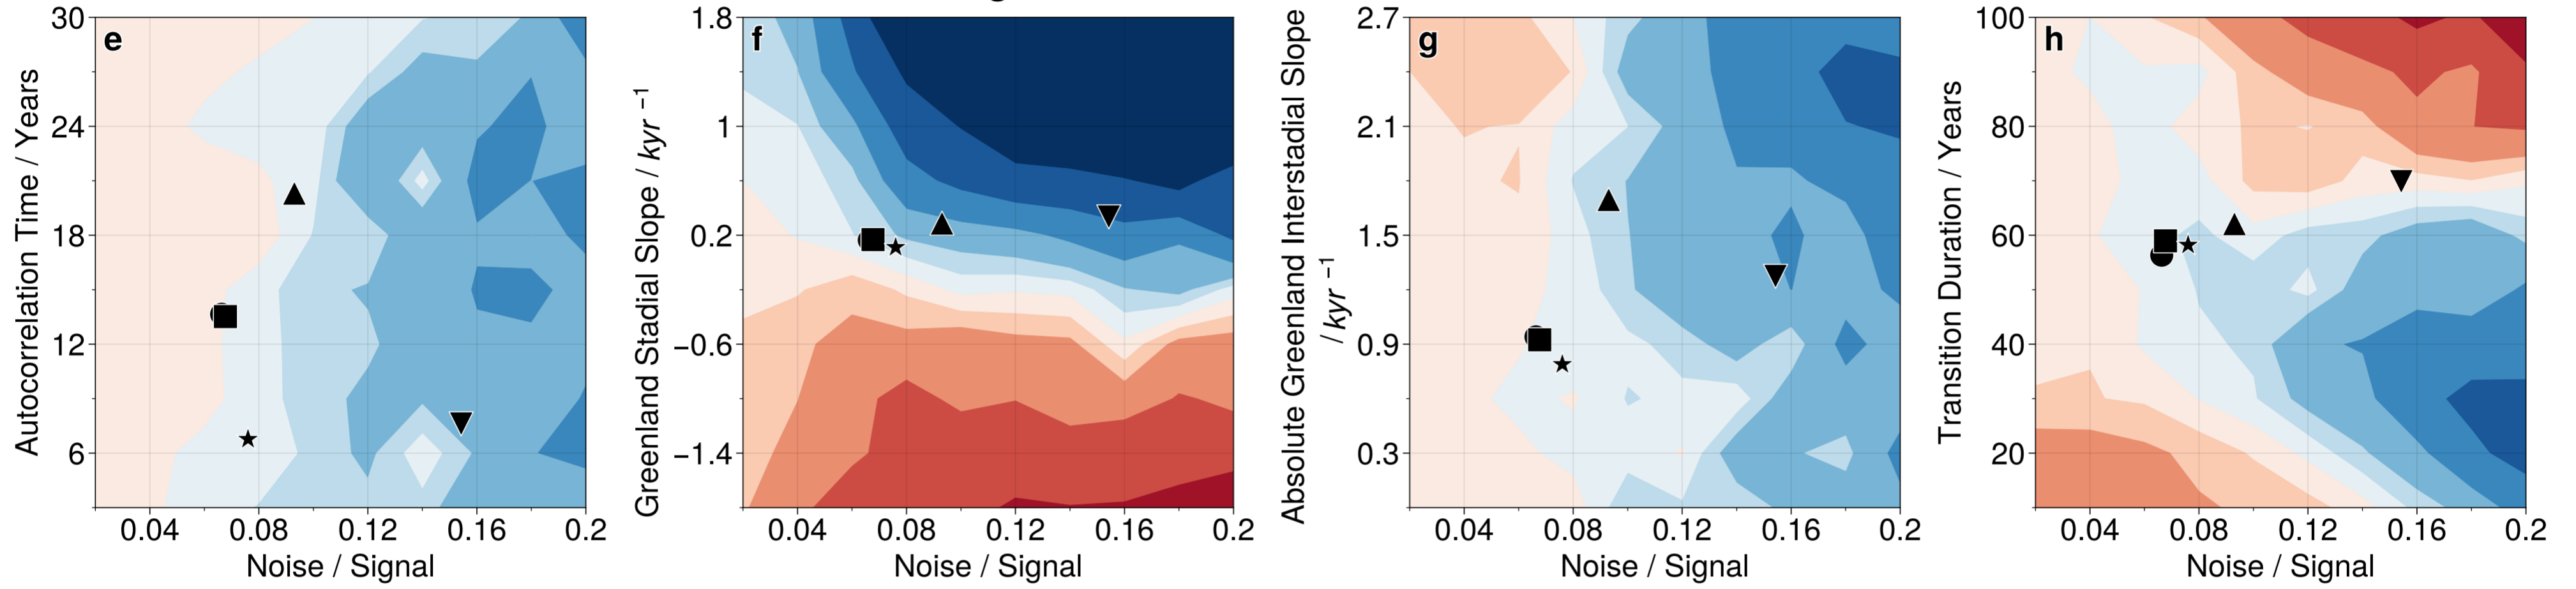 e
30
24
18
12
6
Autocorrelation Time / Years
0.04 0.08 0.12 0.16 0.2
Noise / Signal
f
1.8
1
0.2
−0.6
−1.4
Greenland Stadial Slope / kyr −1
0.04 0.08 0.12 0.16 0.2
Noise / Signal
g
2.7
2.1
1.5
0.9
0.3
Absolute Greenland Interstadial Slope
/ kyr −1
0.04 0.08 0.12 0.16 0.2
Noise / Signal
h
100
80
60
40
20
Transition Duration / Years
0.04 0.08 0.12 0.16 0.2
Noise / Signal